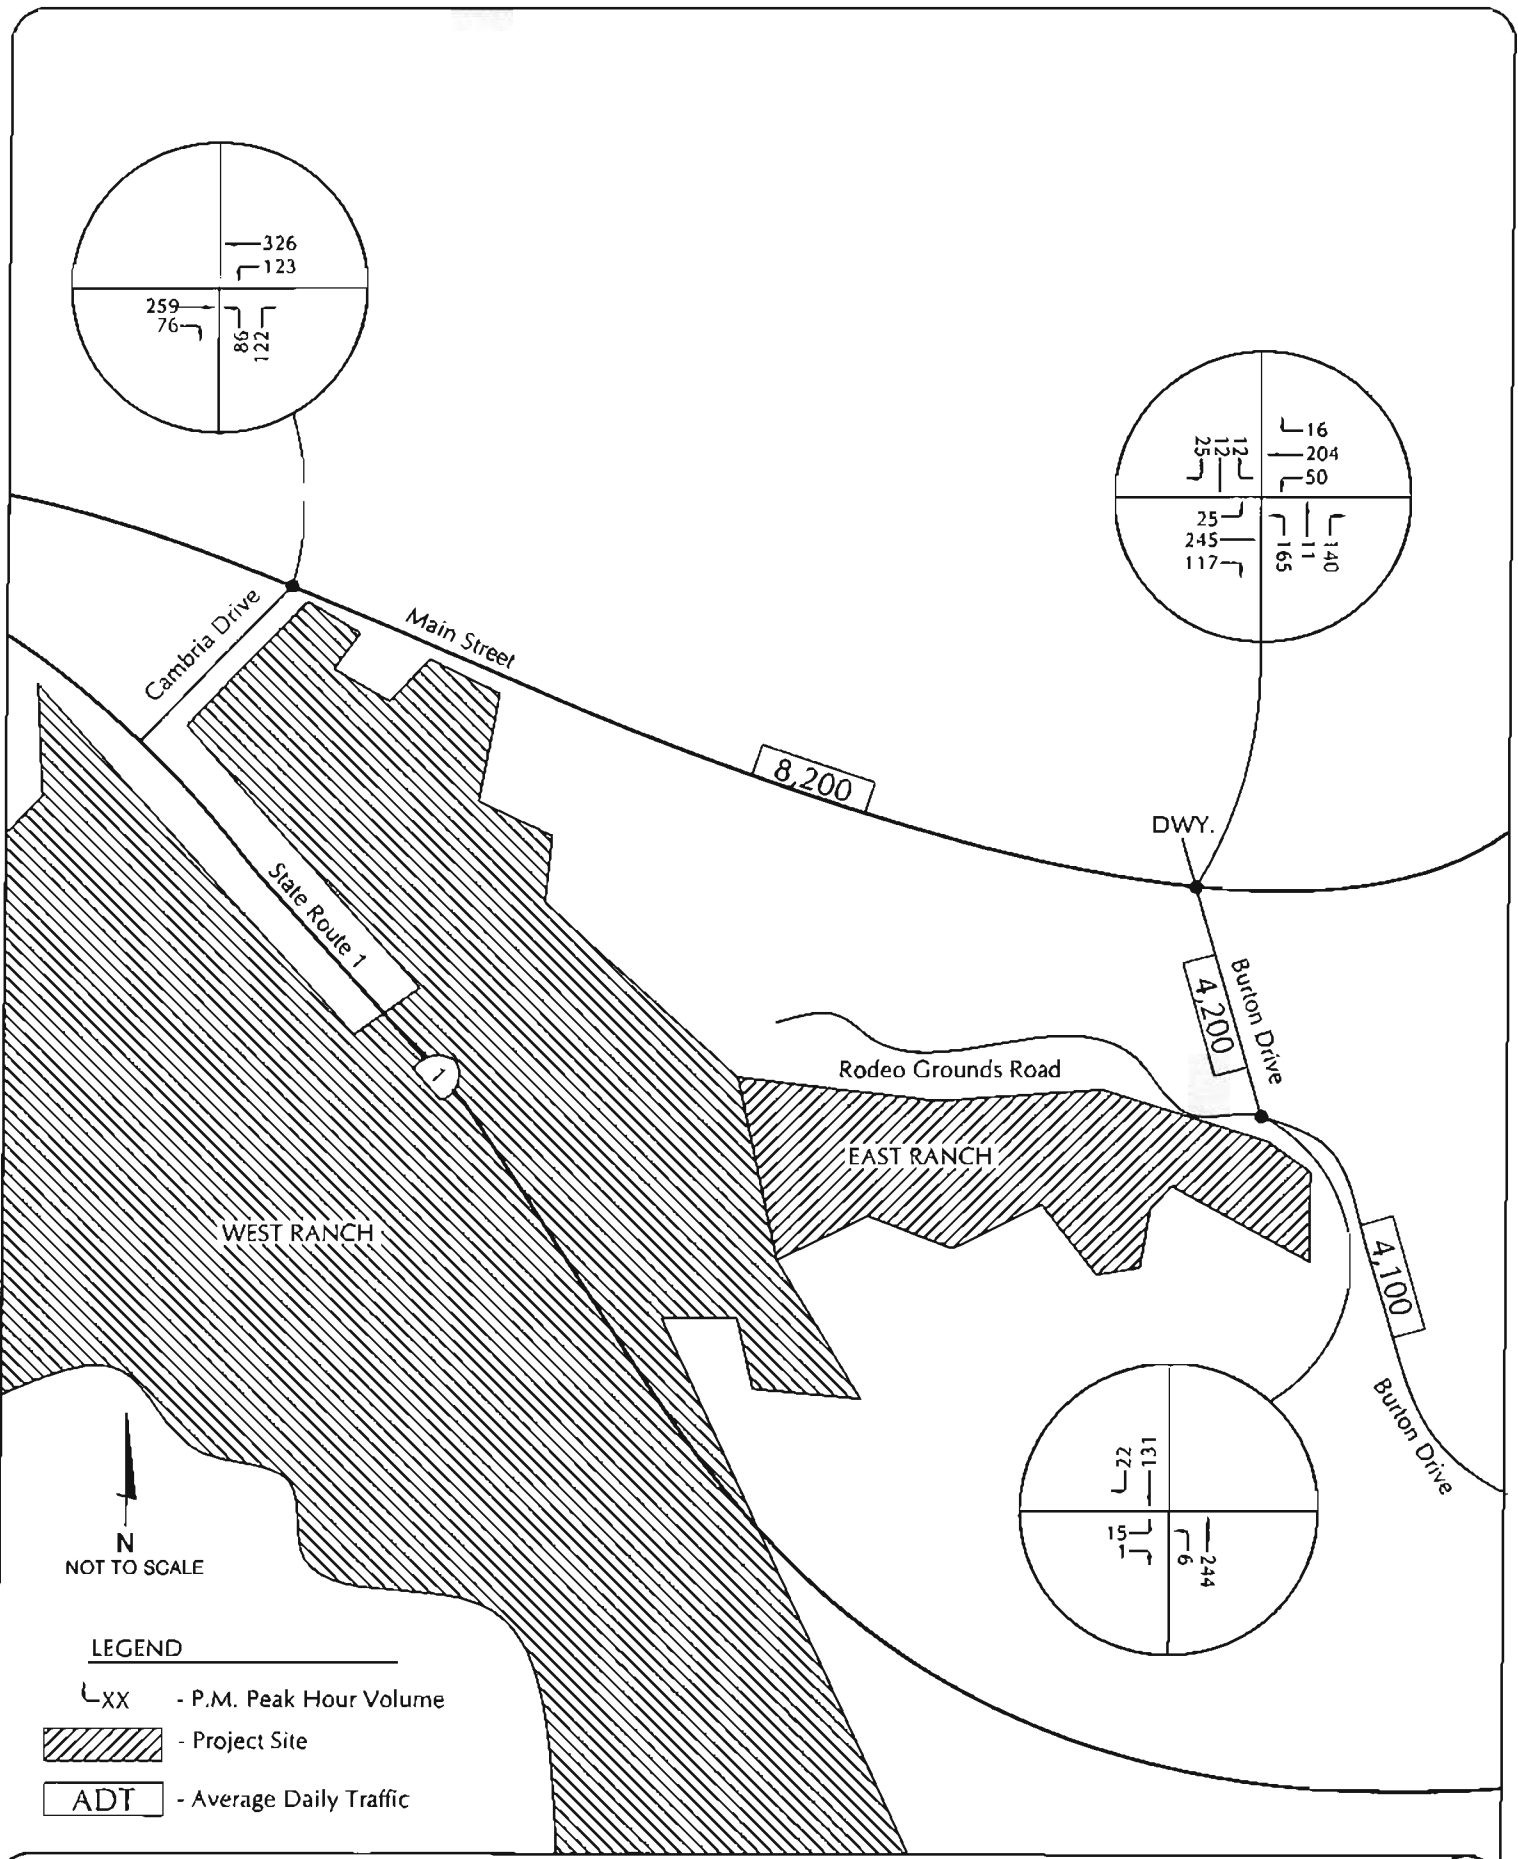 326
123
259
76
86
122
16
204
50
25
12
12
25
245
117
165
11
140
Cambria Drive
Main Street
8,200
DWY.
State Route 1
1
4,200
Burton Drive
Rodeo Grounds Road
EAST RANCH
WEST RANCH
4,100
Burton Drive
22
131
15
1
6
244
N
NOT TO SCALE
LEGEND
XX - P.M. Peak Hour Volume
- Project Site
ADT - Average Daily Traffic